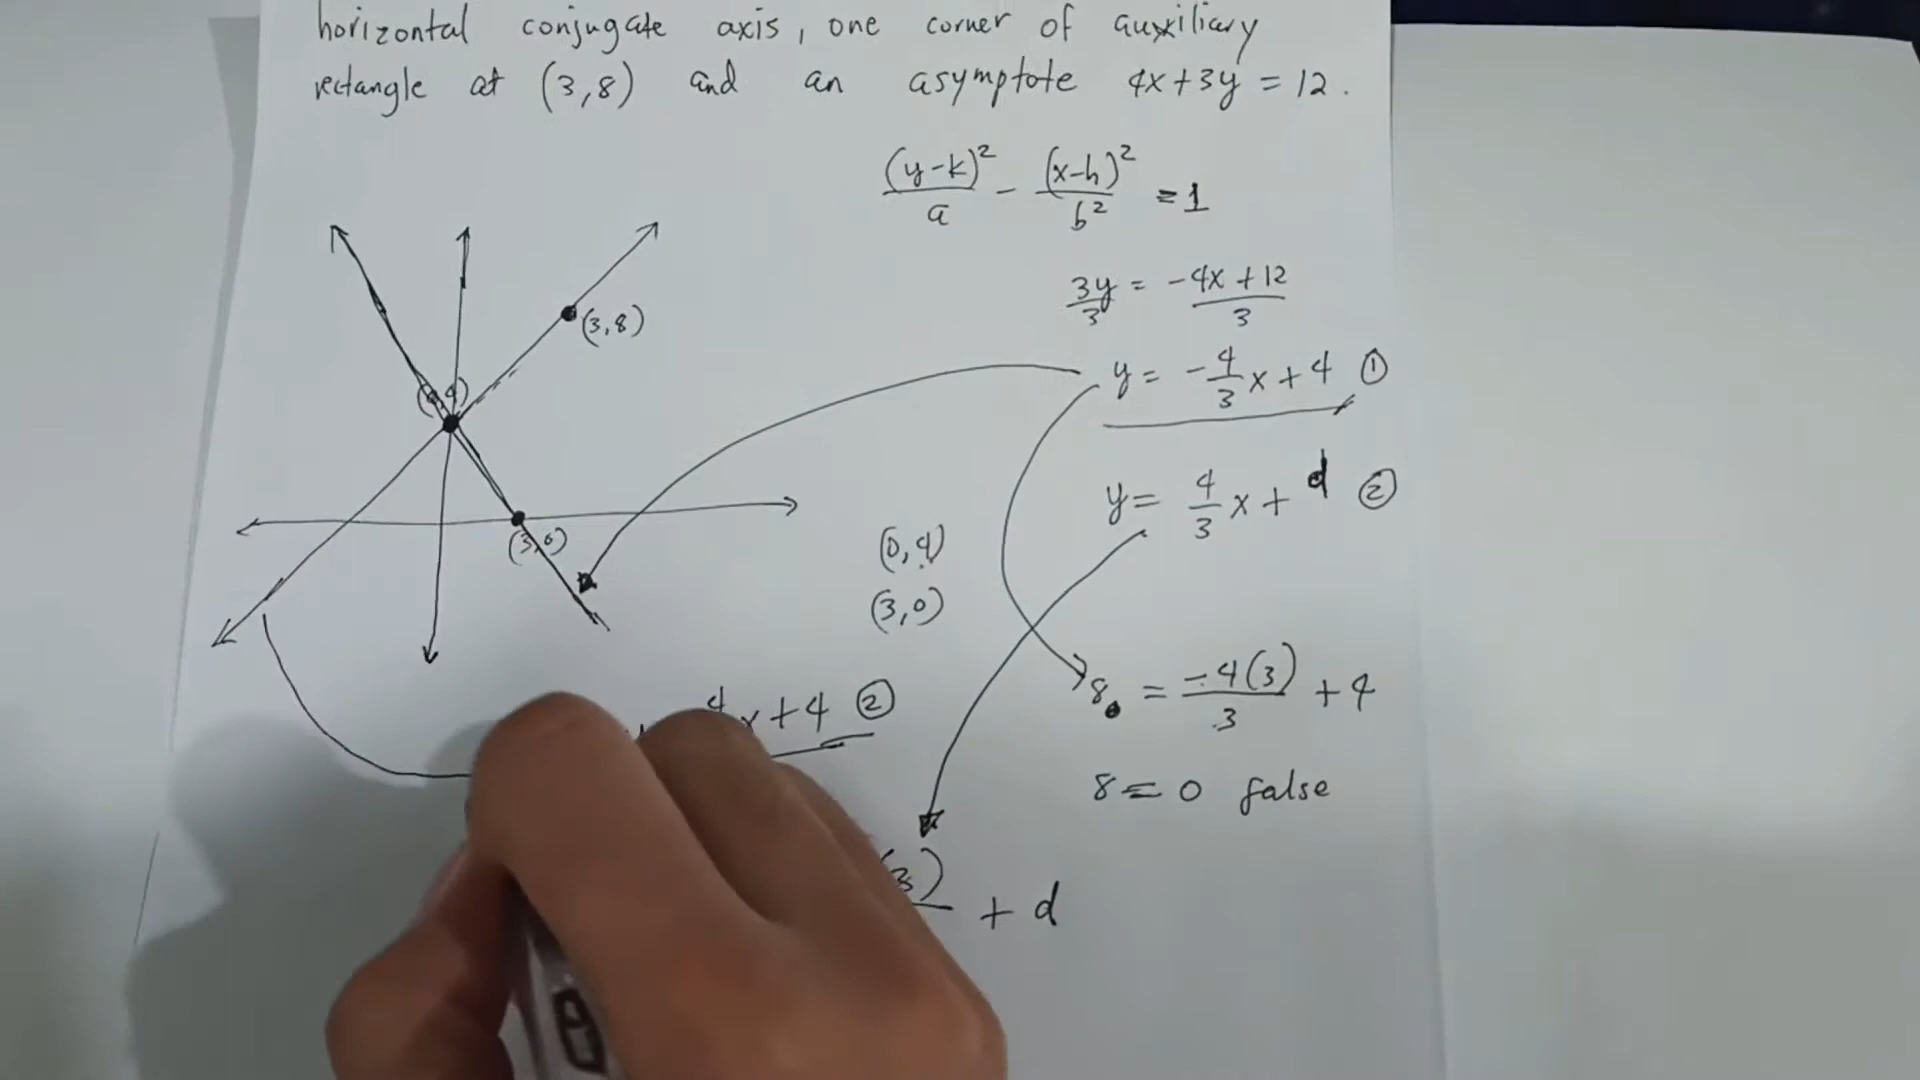 horizontal conjugate axis, one corner of auxiliary
rectangle at (3,8) and an asymptote 4x+3y = 12.
(y-k)²/a - (x-h)²/b² = 1
3y/3 = -4x+12/3
y = -4/3 x + 4 ①
y = 4/3 x + d ②
(3,8)
(3,0)
(0,4)
(3,0)
8 = -4(3)/3 + 4
8 = 0 false
x+4 ②
(3) + d